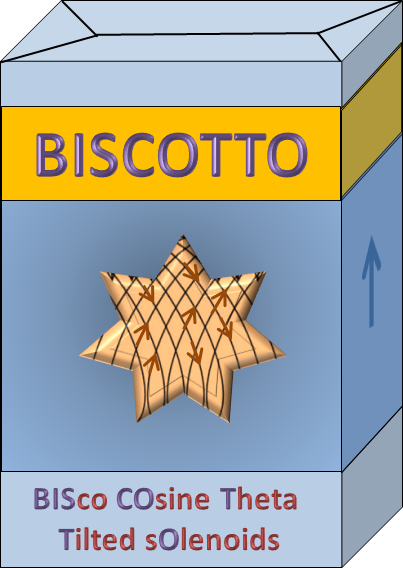 BISCOTTO
BISco COsine Theta
Tilted sOlenoids